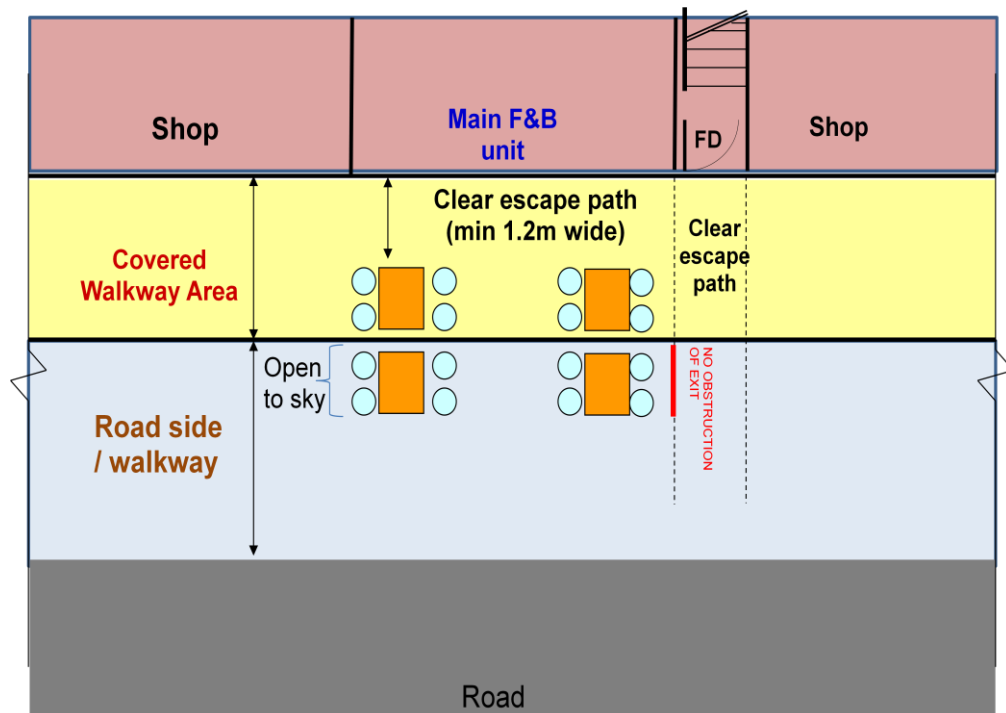 Shop
Main F&B
unit
FD
Shop
Clear escape path
(min 1.2m wide)
Clear
escape
path
Covered
Walkway Area
Open
to sky
NO OBSTRUCTION
OF EXIT
Road side
/ walkway
Road